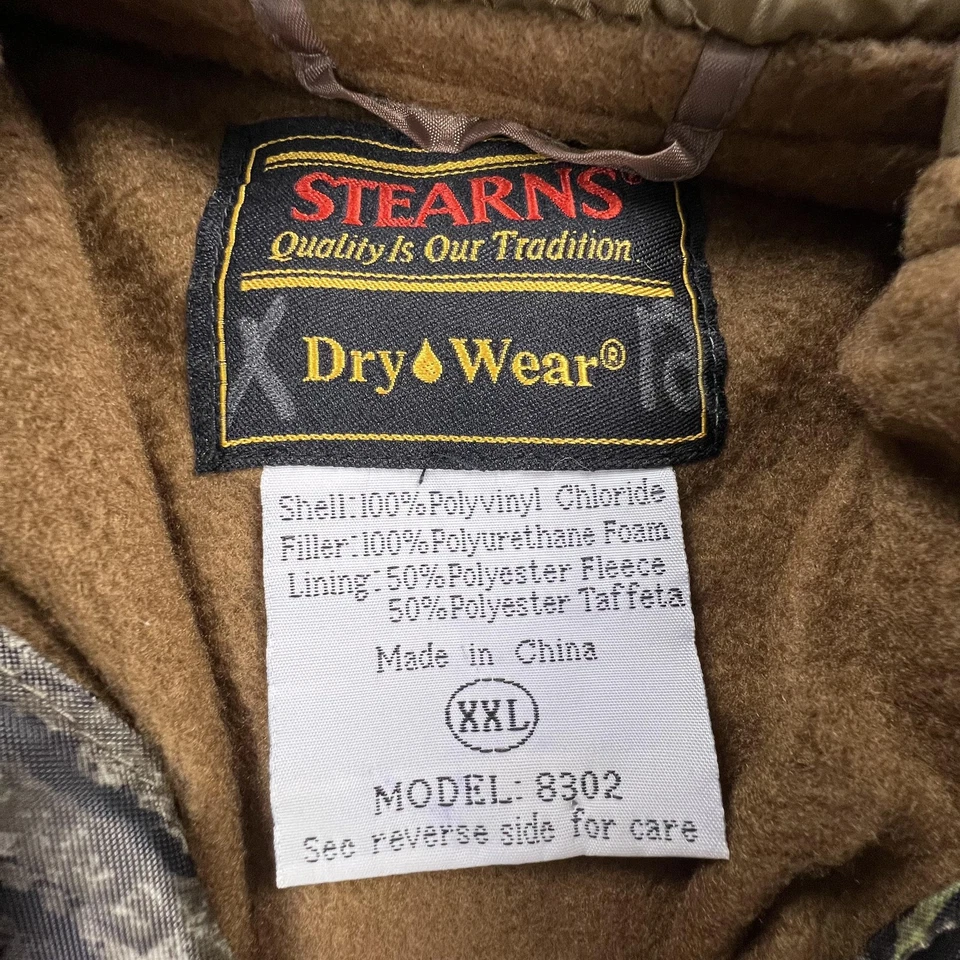 STEARNS®
Quality Is Our Tradition
Dry Wear®
Shell:100%Polyvinyl Chloride
Filler:100%Polyurethane Foam
Lining:50%Polyester Fleece
50%Polyester Taffeta
Made in China
XXL
MODEL: 8302
See reverse side for care